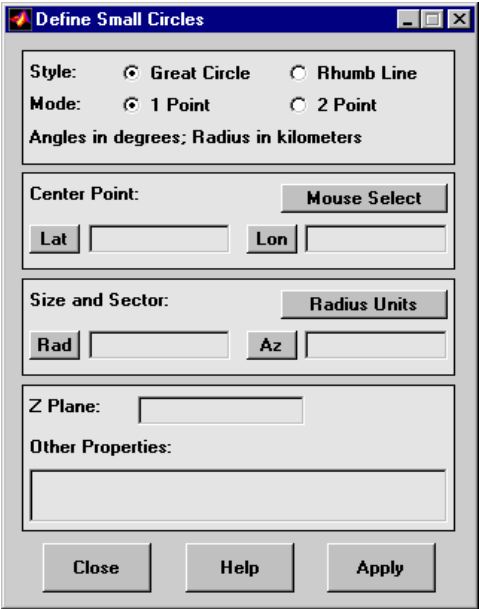 Define Small Circles
Style: Great Circle Rhumb Line
Mode: 1 Point 2 Point
Angles in degrees; Radius in kilometers
Center Point: Mouse Select
Lat Lon
Size and Sector: Radius Units
Rad Az
Z Plane:
Other Properties:
Close Help Apply